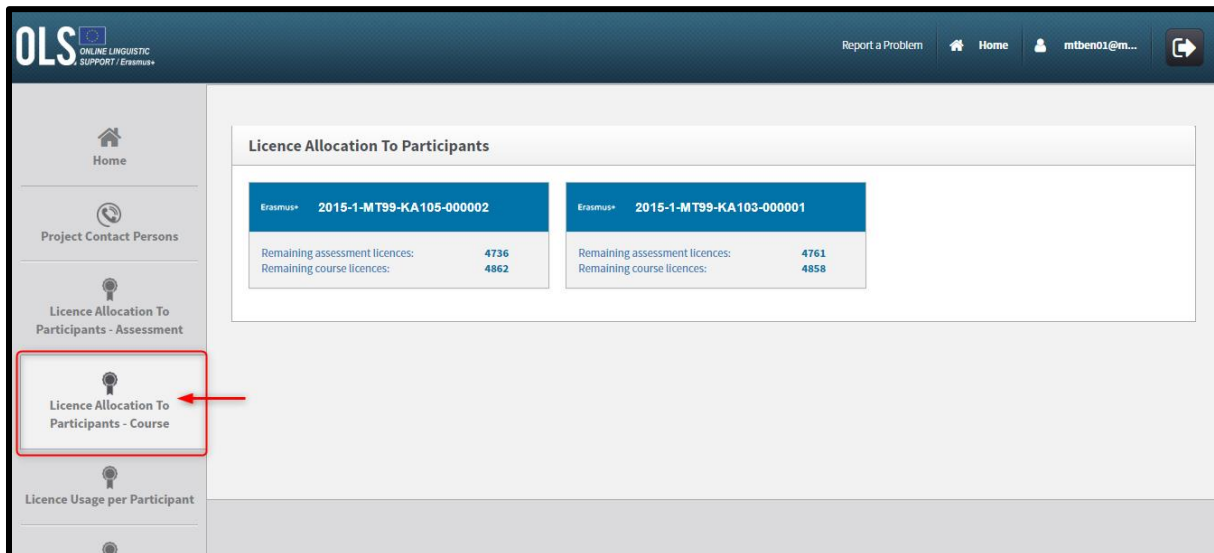 OLS
ONLINE LINGUISTIC
SUPPORT / Erasmus+
Report a Problem
Home
mtben01@m...
Home
Project Contact Persons
Licence Allocation To
Participants - Assessment
Licence Allocation To
Participants - Course
Licence Usage per Participant
Licence Allocation To Participants
Erasmus+ 2015-1-MT99-KA105-000002
Remaining assessment licences: 4736
Remaining course licences: 4862
Erasmus+ 2015-1-MT99-KA103-000001
Remaining assessment licences: 4761
Remaining course licences: 4858